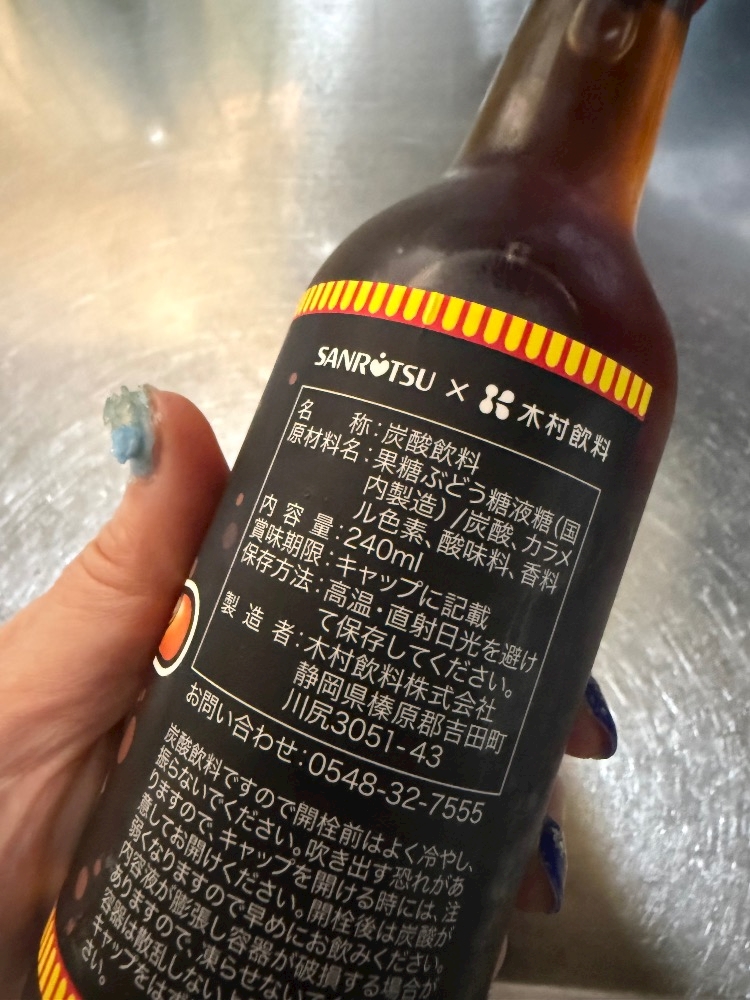 SANROTSU × 木村飲料
名称:炭酸飲料
原材料名:果糖ぶどう糖液糖(国
内製造)/炭酸、カラメ
ル色素、酸味料、香料
内容量:240ml
賞味期限:キャップに記載
保存方法:高温・直射日光を避け
て保存してください。
製造者:木村飲料株式会社
静岡県榛原郡吉田町
川尻3051-43
お問い合わせ:0548-32-7555
炭酸飲料ですので開栓前はよく冷やし、
振らないでください。吹き出す恐れがあ
りますので、キャップを開ける時には、注
意してお開けください。開栓後は炭酸が
弱くなりますので早めにお飲みください。
内容液が膨張し容器が破損する場合が
ありますので、凍らせない
容器は散乱しない
キャップをは
さい。